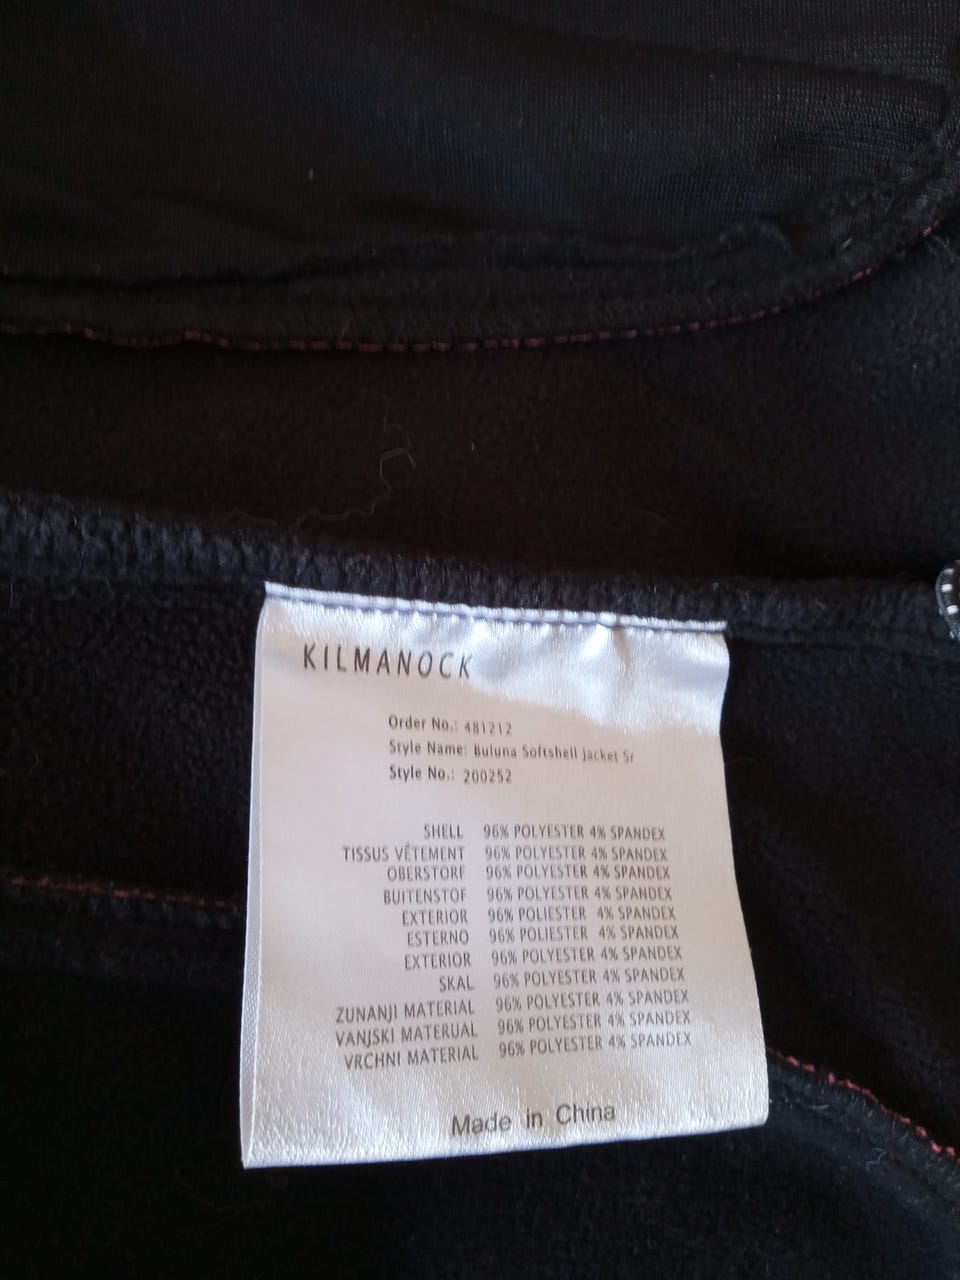 KILMANOCK
Order No.: 481212
Style Name: Buluna Softshell Jacket Sr
Style No.: 200252
SHELL 96% POLYESTER 4% SPANDEX
TISSUS VÊTEMENT 96% POLYESTER 4% SPANDEX
OBERSTORF 96% POLYESTER 4% SPANDEX
BUITENSTOF 96% POLYESTER 4% SPANDEX
EXTERIOR 96% POLIESTER 4% SPANDEX
ESTERNO 96% POLIESTER 4% SPANDEX
EXTERIOR 96% POLYESTER 4% SPANDEX
SKAL 96% POLYESTER 4% SPANDEX
ZUNANJI MATERIAL 96% POLYESTER 4% SPANDEX
VANJSKI MATERUAL 96% POLYESTER 4% SPANDEX
VRCHNI MATERIAL 96% POLYESTER 4% SPANDEX
Made in China